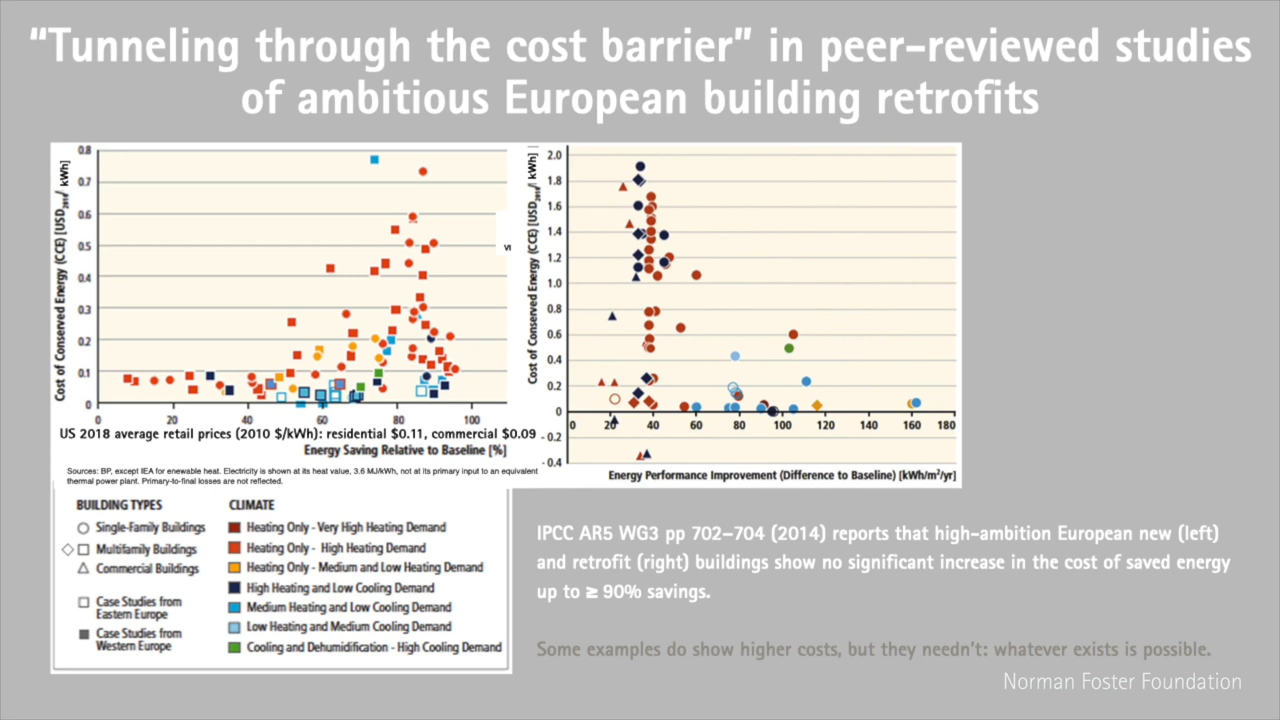 “Tunneling through the cost barrier” in peer-reviewed studies
of ambitious European building retrofits
Cost of Conserved Energy (CCE) [USD2010/ kWh]
0.8
0.7
0.6
0.5
0.4
0.3
0.2
0.1
0
0 20 40 60 80 100
US 2018 average retail prices (2010 $/kWh): residential $0.11, commercial $0.09
Energy Saving Relative to Baseline [%]
Cost of Conserved Energy (CCE) [USD2010/ kWh]
2.0
1.8
1.6
1.4
1.2
1.0
0.8
0.6
0.4
0.2
0
- 0.2
- 0.4
0 20 40 60 80 100 120 140 160 180
Energy Performance Improvement (Difference to Baseline) [kWh/m²/yr]
Sources: BP, except IEA for enewable heat. Electricity is shown at its heat value, 3.6 MJ/kWh, not at its primary input to an equivalent
thermal power plant. Primary-to-final losses are not reflected.
BUILDING TYPES
Single-Family Buildings
Multifamily Buildings
Commercial Buildings
Case Studies from
Eastern Europe
Case Studies from
Western Europe
CLIMATE
Heating Only - Very High Heating Demand
Heating Only - High Heating Demand
Heating Only - Medium and Low Heating Demand
High Heating and Low Cooling Demand
Medium Heating and Low Cooling Demand
Low Heating and Medium Cooling Demand
Cooling and Dehumidification - High Cooling Demand
IPCC AR5 WG3 pp 702–704 (2014) reports that high-ambition European new (left)
and retrofit (right) buildings show no significant increase in the cost of saved energy
up to ≥ 90% savings.
Some examples do show higher costs, but they needn’t: whatever exists is possible.
Norman Foster Foundation